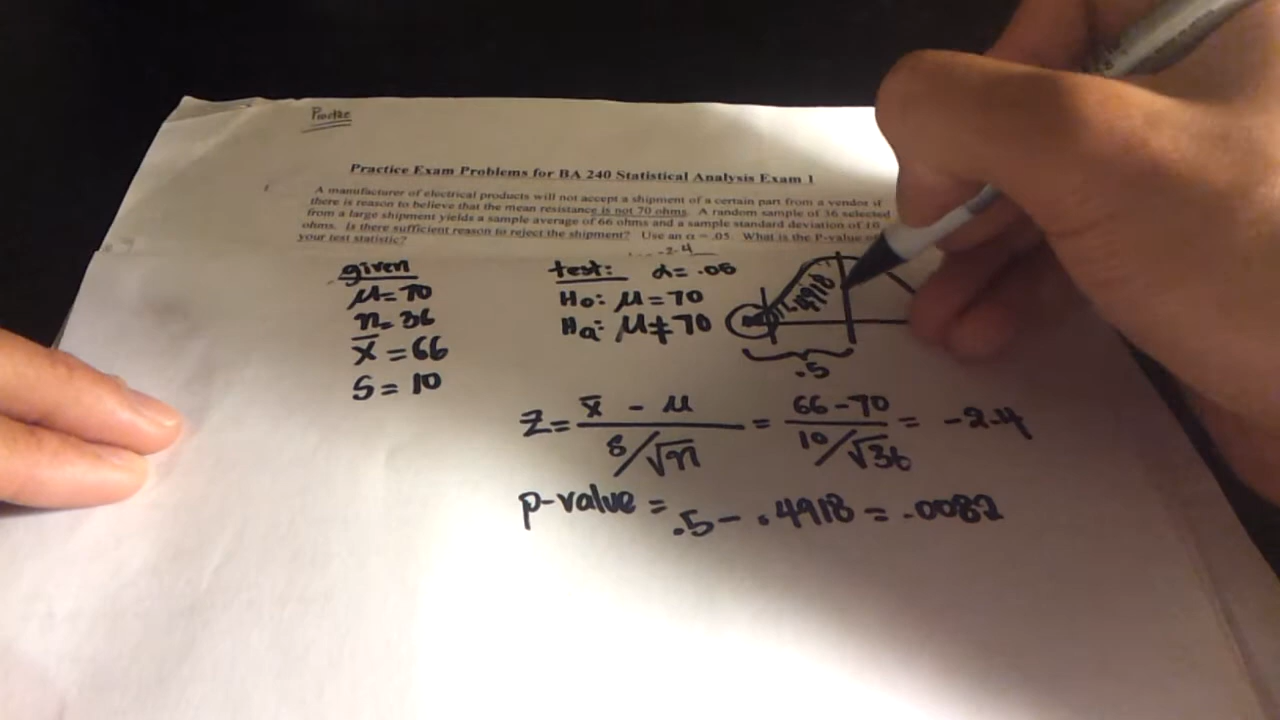 Practice
Practice Exam Problems for BA 240 Statistical Analysis Exam 1
1
A manufacturer of electrical products will not accept a shipment of a certain part from a vendor if
there is reason to believe that the mean resistance is not 70 ohms. A random sample of 36 selected
from a large shipment yields a sample average of 66 ohms and a sample standard deviation of 10
ohms. Is there sufficient reason to reject the shipment? Use an α = .05. What is the P-value of
your test statistic?
-2.4
given
μ=70
n=36
x̄=66
S=10
test: α=.05
Ho: μ=70
Ha: μ≠70
.4918
.5
Z= x̄ - μ / s/√n = 66-70 / 10/√36 = -2.4
p-value = .5 - .4918 = .0082